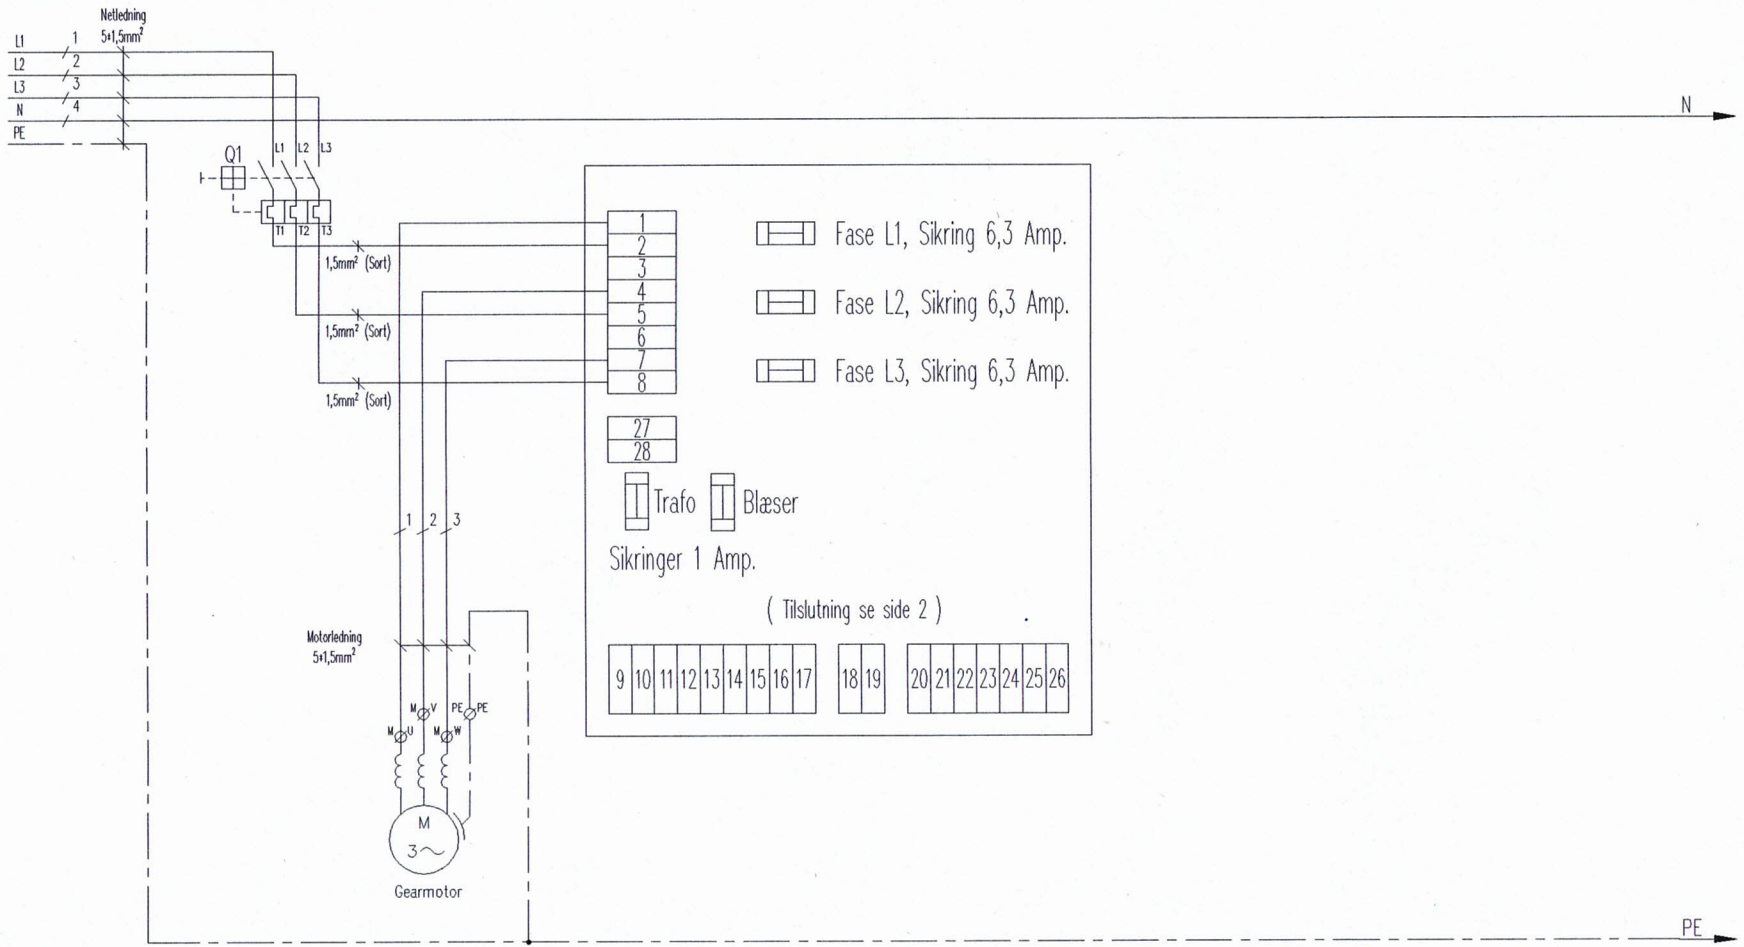 Netledning
5*1,5mm²
L1 1
L2 2
L3 3
N 4
PE
N
Q1
L1 L2 L3
T1 T2 T3
1,5mm² (Sort)
1,5mm² (Sort)
1,5mm² (Sort)
1
2
3
4
5
6
7
8
27
28
Fase L1, Sikring 6,3 Amp.
Fase L2, Sikring 6,3 Amp.
Fase L3, Sikring 6,3 Amp.
Trafo Blæser
Sikringer 1 Amp.
( Tilslutning se side 2 )
9 10 11 12 13 14 15 16 17 18 19 20 21 22 23 24 25 26
1 2 3
Motorledning
5*1,5mm²
M V PE PE
M U M W
M
3~
Gearmotor
PE